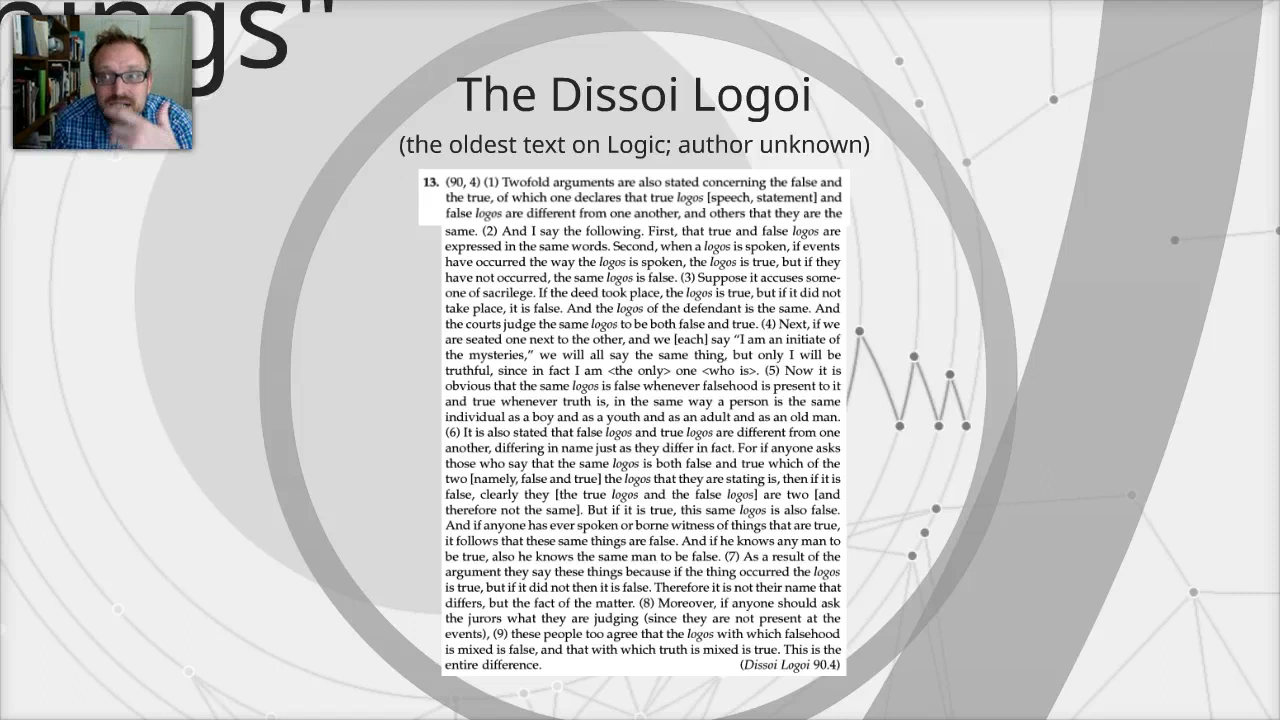 ngs"
The Dissoi Logoi
(the oldest text on Logic; author unknown)
13. (90, 4) (1) Twofold arguments are also stated concerning the false and
the true, of which one declares that true logos [speech, statement] and
false logos are different from one another, and others that they are the
same. (2) And I say the following. First, that true and false logos are
expressed in the same words. Second, when a logos is spoken, if events
have occurred the way the logos is spoken, the logos is true, but if they
have not occurred, the same logos is false. (3) Suppose it accuses some-
one of sacrilege. If the deed took place, the logos is true, but if it did not
take place, it is false. And the logos of the defendant is the same. And
the courts judge the same logos to be both false and true. (4) Next, if we
are seated one next to the other, and we [each] say “I am an initiate of
the mysteries,” we will all say the same thing, but only I will be
truthful, since in fact I am <the only> one <who is>. (5) Now it is
obvious that the same logos is false whenever falsehood is present to it
and true whenever truth is, in the same way a person is the same
individual as a boy and as a youth and as an adult and as an old man.
(6) It is also stated that false logos and true logos are different from one
another, differing in name just as they differ in fact. For if anyone asks
those who say that the same logos is both false and true which of the
two [namely, false and true] the logos that they are stating is, then if it is
false, clearly they [the true logos and the false logos] are two [and
therefore not the same]. But if it is true, this same logos is also false.
And if anyone has ever spoken or borne witness of things that are true,
it follows that these same things are false. And if he knows any man to
be true, also he knows the same man to be false. (7) As a result of the
argument they say these things because if the thing occurred the logos
is true, but if it did not then it is false. Therefore it is not their name that
differs, but the fact of the matter. (8) Moreover, if anyone should ask
the jurors what they are judging (since they are not present at the
events), (9) these people too agree that the logos with which falsehood
is mixed is false, and that with which truth is mixed is true. This is the
entire difference. (Dissoi Logoi 90.4)